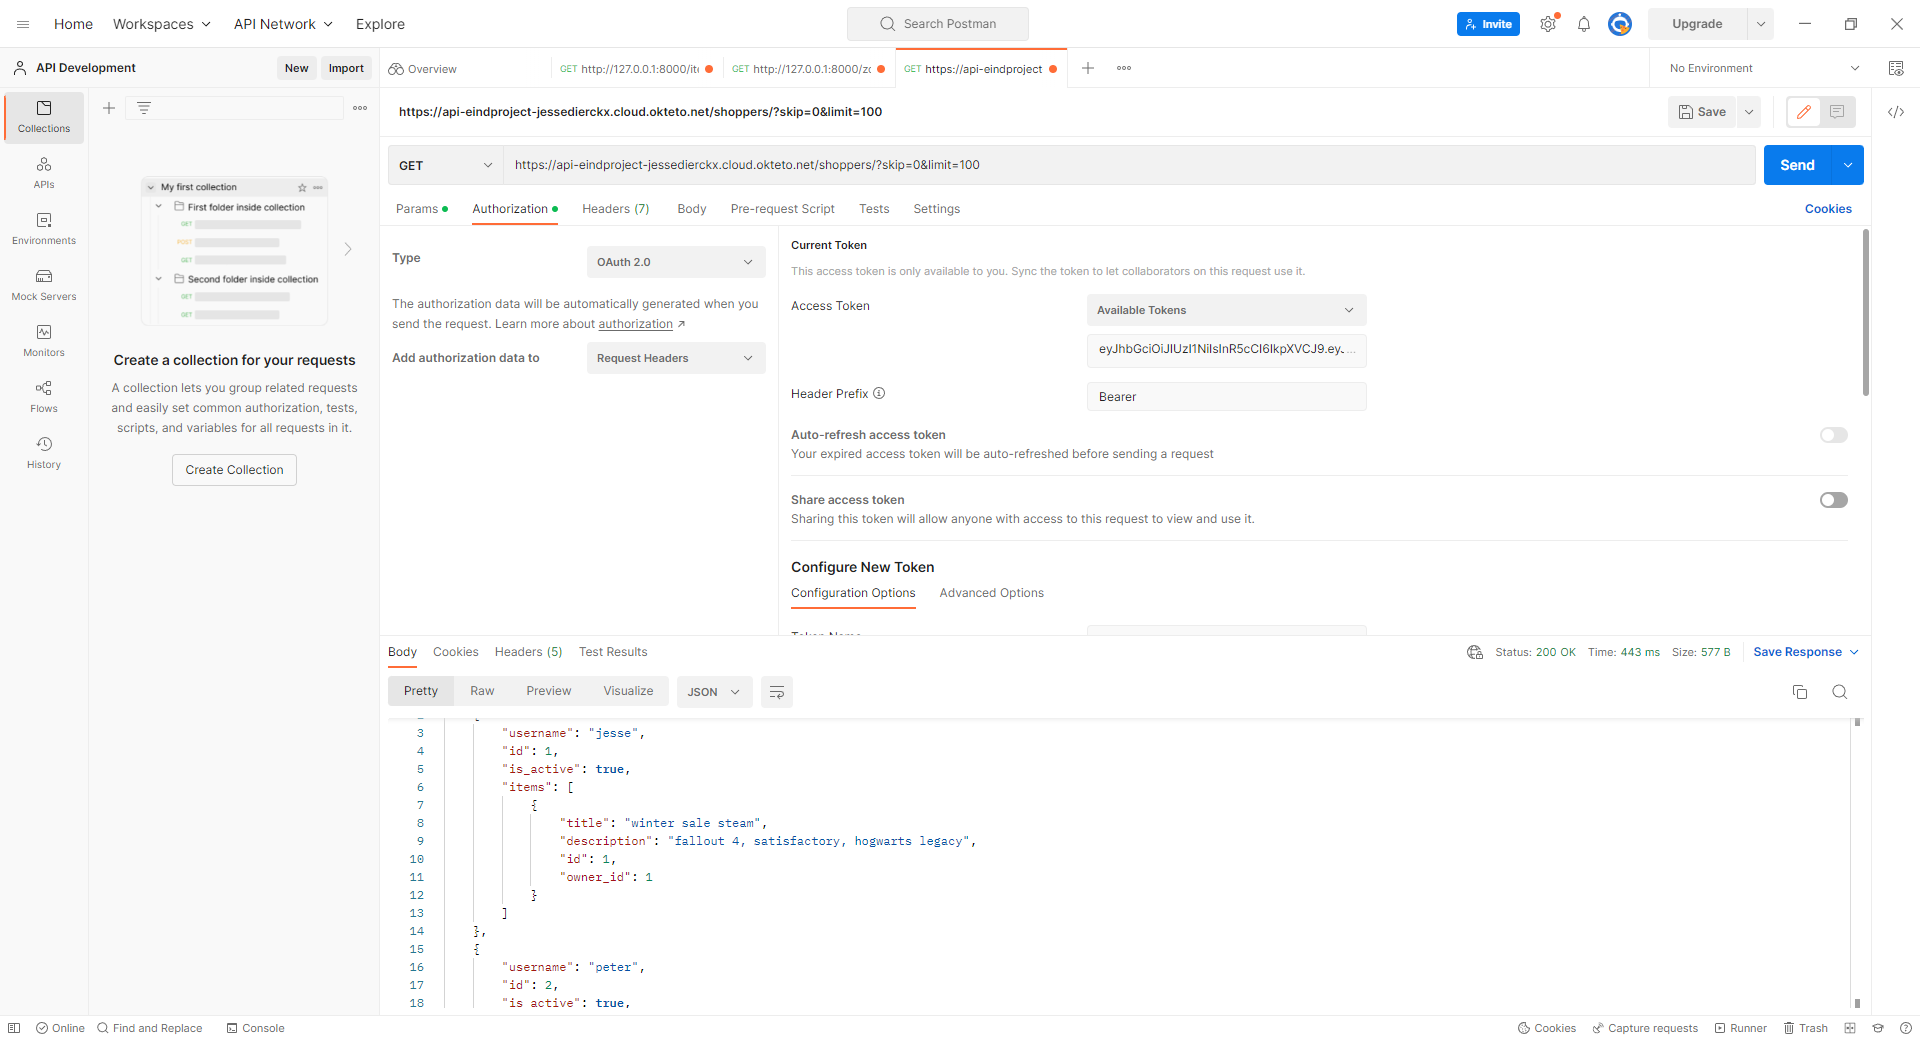 Home
Workspaces
API Network
Explore
Search Postman
Invite
Upgrade
API Development
New
Import
Overview
GET http://127.0.0.1:8000/it
GET http://127.0.0.1:8000/zo
GET https://api-eindproject
No Environment
Collections
APIs
Environments
Mock Servers
Monitors
Flows
History
My first collection
First folder inside collection
GET
POST
GET
Second folder inside collection
GET
GET
Create a collection for your requests
A collection lets you group related requests
and easily set common authorization, tests,
scripts, and variables for all requests in it.
Create Collection
https://api-eindproject-jessedierckx.cloud.okteto.net/shoppers/?skip=0&limit=100
Save
GET
https://api-eindproject-jessedierckx.cloud.okteto.net/shoppers/?skip=0&limit=100
Send
Params
Authorization
Headers (7)
Body
Pre-request Script
Tests
Settings
Cookies
Type
OAuth 2.0
The authorization data will be automatically generated when you
send the request. Learn more about authorization ↗
Add authorization data to
Request Headers
Current Token
This access token is only available to you. Sync the token to let collaborators on this request use it.
Access Token
Available Tokens
eyJhbGciOiJIUzI1NiIsInR5cCI6IkpXVCJ9.ey. ...
Header Prefix
Bearer
Auto-refresh access token
Your expired access token will be auto-refreshed before sending a request
Share access token
Sharing this token will allow anyone with access to this request to view and use it.
Configure New Token
Configuration Options
Advanced Options
Token Name
Body
Cookies
Headers (5)
Test Results
Status: 200 OK
Time: 443 ms
Size: 577 B
Save Response
Pretty
Raw
Preview
Visualize
JSON
3 "username": "jesse",
4 "id": 1,
5 "is_active": true,
6 "items": [
7 {
8 "title": "winter sale steam",
9 "description": "fallout 4, satisfactory, hogwarts legacy",
10 "id": 1,
11 "owner_id": 1
12 }
13 ]
14 },
15 {
16 "username": "peter",
17 "id": 2,
18 "is_active": true,
Online
Find and Replace
Console
Cookies
Capture requests
Runner
Trash